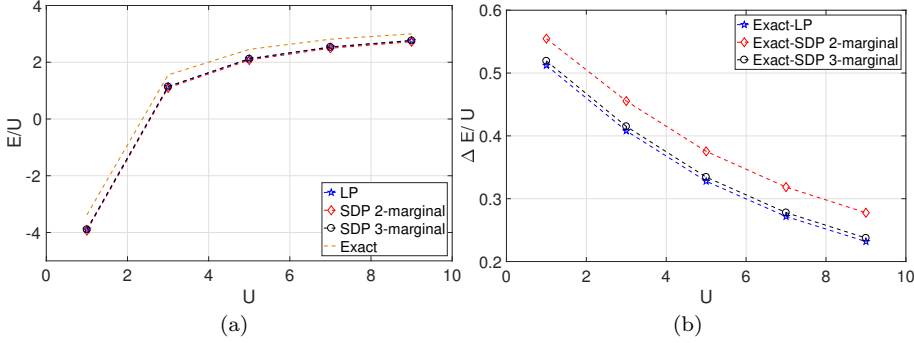 4
2
0
-2
-4
E/U
0
2
4
6
8
10
U
LP
SDP 2-marginal
SDP 3-marginal
Exact
(a)
0.6
0.5
0.4
0.3
0.2
Δ E/ U
0
2
4
6
8
10
U
Exact-LP
Exact-SDP 2-marginal
Exact-SDP 3-marginal
(b)